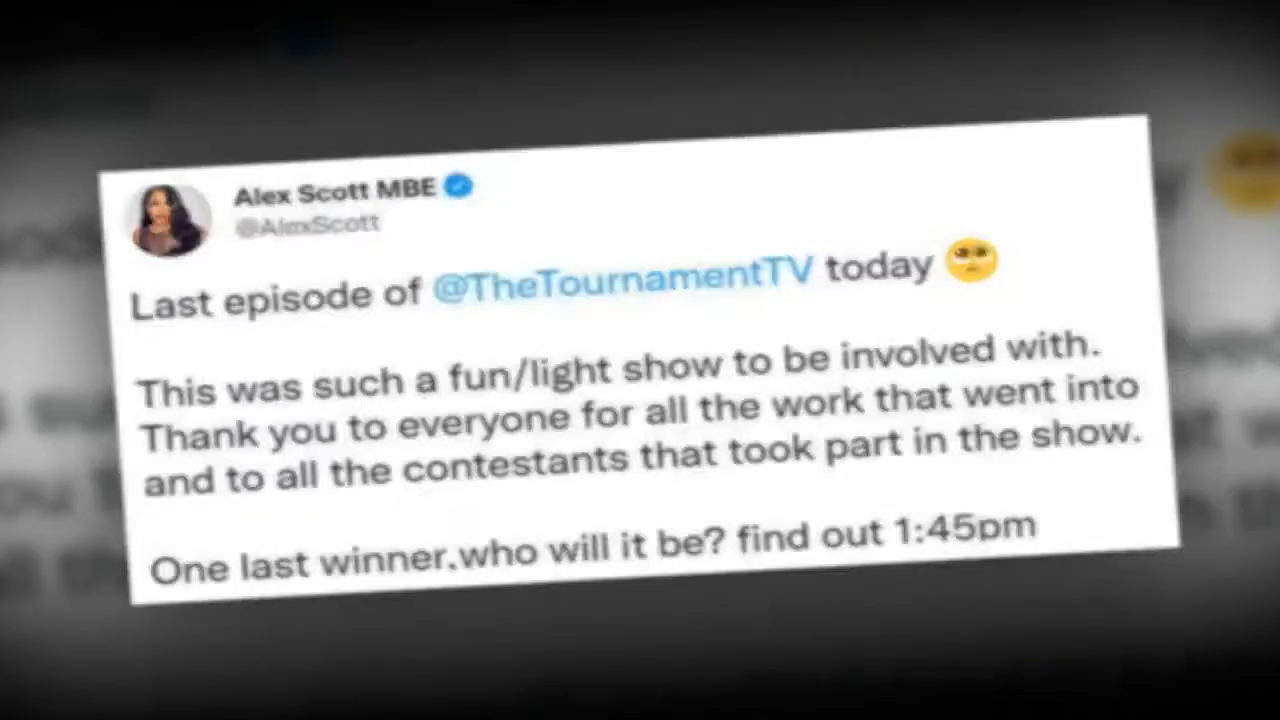 Alex Scott MBE
@AlexScott
Last episode of @TheTournamentTV today 🙄
This was such a fun/light show to be involved with.
Thank you to everyone for all the work that went into
and to all the contestants that took part in the show.
One last winner.who will it be? find out 1:45pm